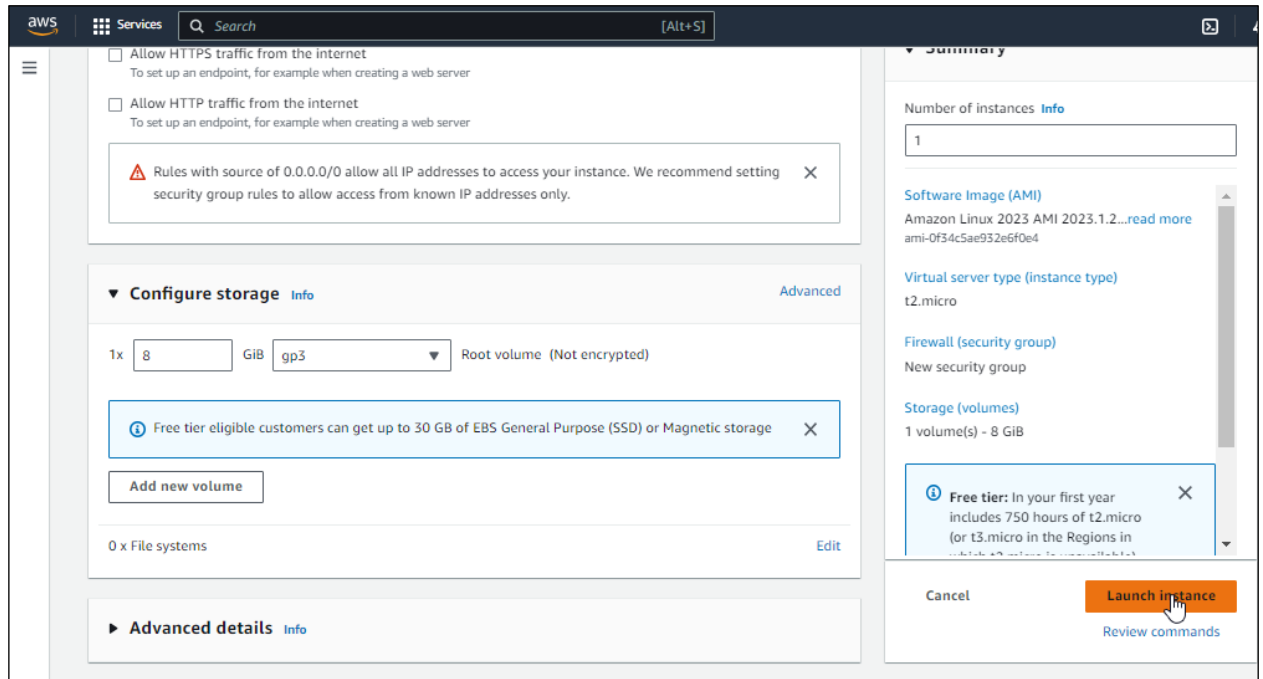 aws
Services
Search
[Alt+S]
Allow HTTPS traffic from the internet
To set up an endpoint, for example when creating a web server
Allow HTTP traffic from the internet
To set up an endpoint, for example when creating a web server
Rules with source of 0.0.0.0/0 allow all IP addresses to access your instance. We recommend setting
security group rules to allow access from known IP addresses only.
Configure storage Info
Advanced
1x 8 GiB gp3 Root volume (Not encrypted)
Free tier eligible customers can get up to 30 GB of EBS General Purpose (SSD) or Magnetic storage
Add new volume
0 x File systems
Edit
Advanced details Info
Summary
Number of instances Info
1
Software Image (AMI)
Amazon Linux 2023 AMI 2023.1.2...read more
ami-0f34c5ae932e6f0e4
Virtual server type (instance type)
t2.micro
Firewall (security group)
New security group
Storage (volumes)
1 volume(s) - 8 GiB
Free tier: In your first year
includes 750 hours of t2.micro
(or t3.micro in the Regions in
which t2.micro is unavailable)
Cancel
Launch instance
Review commands